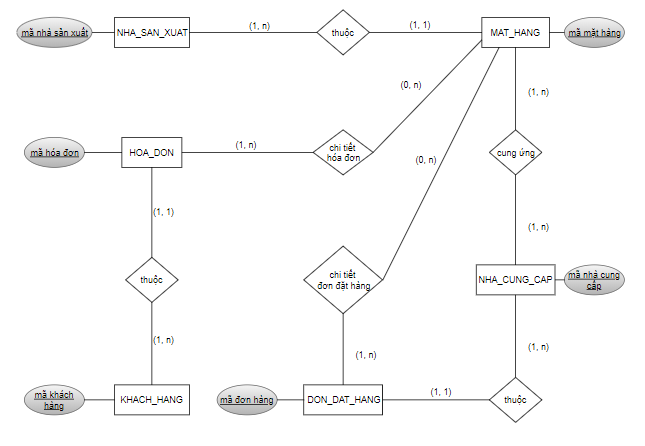 mã nhà sản xuất
NHA_SAN_XUAT
(1, n)
thuộc
(1, 1)
MAT_HANG
mã mặt hàng
(0, n)
(1, n)
mã hóa đơn
HOA_DON
(1, n)
chi tiết
hóa đơn
(0, n)
cung ứng
(1, 1)
(1, n)
thuộc
chi tiết
đơn đặt hàng
NHA_CUNG_CAP
mã nhà cung
cấp
(1, n)
(1, n)
(1, n)
mã khách
hàng
KHACH_HANG
mã đơn hàng
DON_DAT_HANG
(1, 1)
thuộc